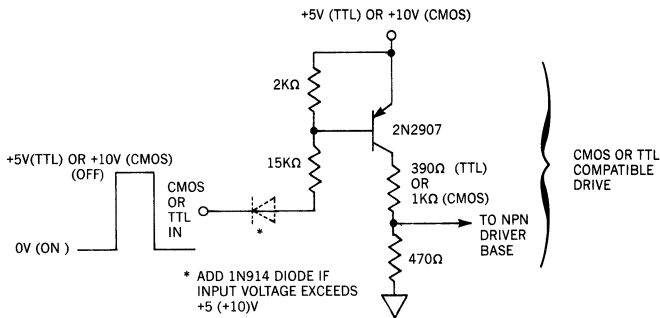 +5V (TTL) OR +10V (CMOS)
2KΩ
2N2907
15KΩ
+5V(TTL) OR +10V (CMOS)
(OFF)
CMOS
OR
TTL
IN
0V (ON)
*
390Ω (TTL)
OR
1KΩ (CMOS)
TO NPN
DRIVER
BASE
470Ω
CMOS OR TTL
COMPATIBLE
DRIVE
* ADD 1N914 DIODE IF
INPUT VOLTAGE EXCEEDS
+5 (+10)V